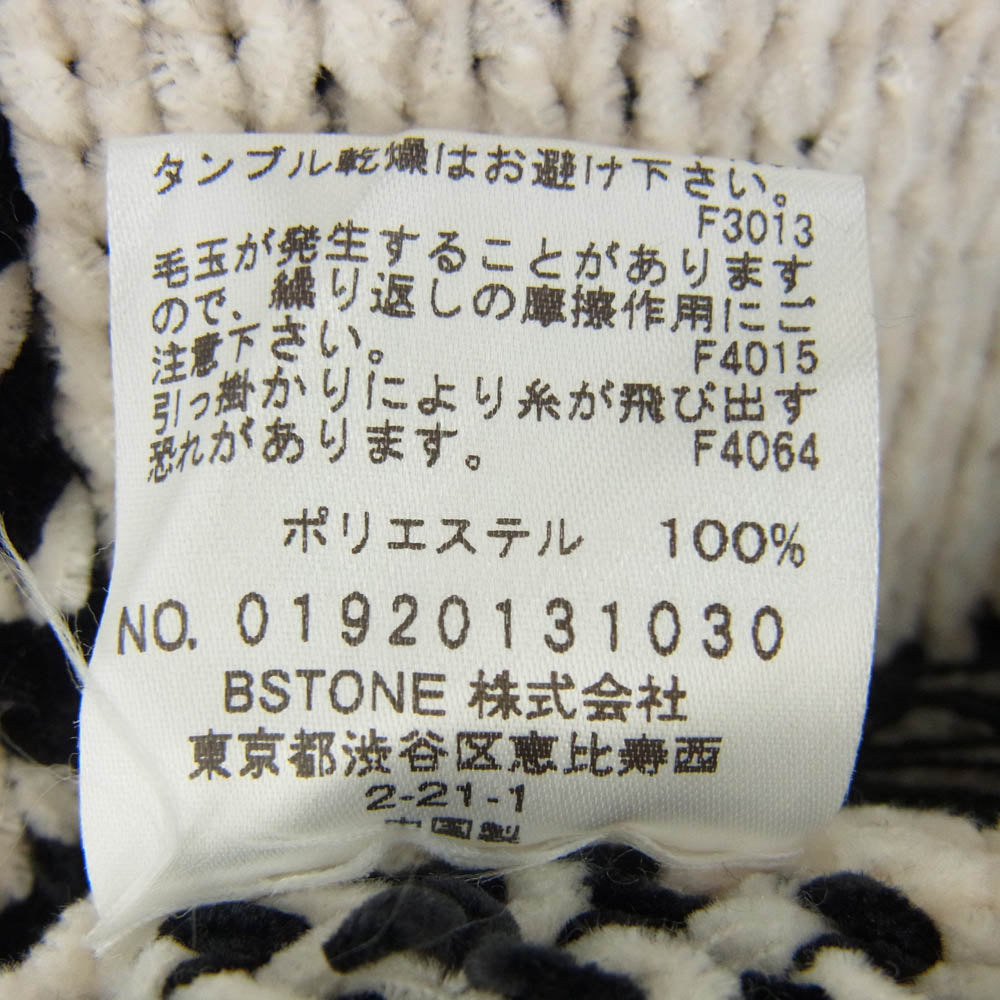 タンブル乾燥はお避け下さい。
F3013
毛玉が発生することがあります
ので、繰り返しの摩擦作用にご
注意下さい。
F4015
引っ掛かりにより糸が飛び出す
恐れがあります。 F4064
ポリエステル 100%
NO. 01920131030
BSTONE 株式会社
東京都渋谷区恵比寿西
2-21-1
中国製